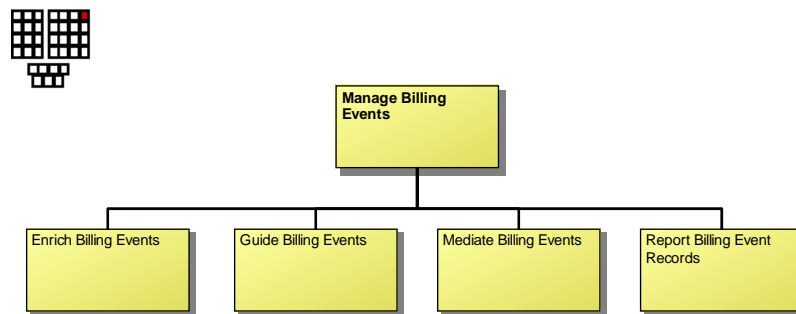 Manage Billing
Events
Enrich Billing Events
Guide Billing Events
Mediate Billing Events
Report Billing Event
Records